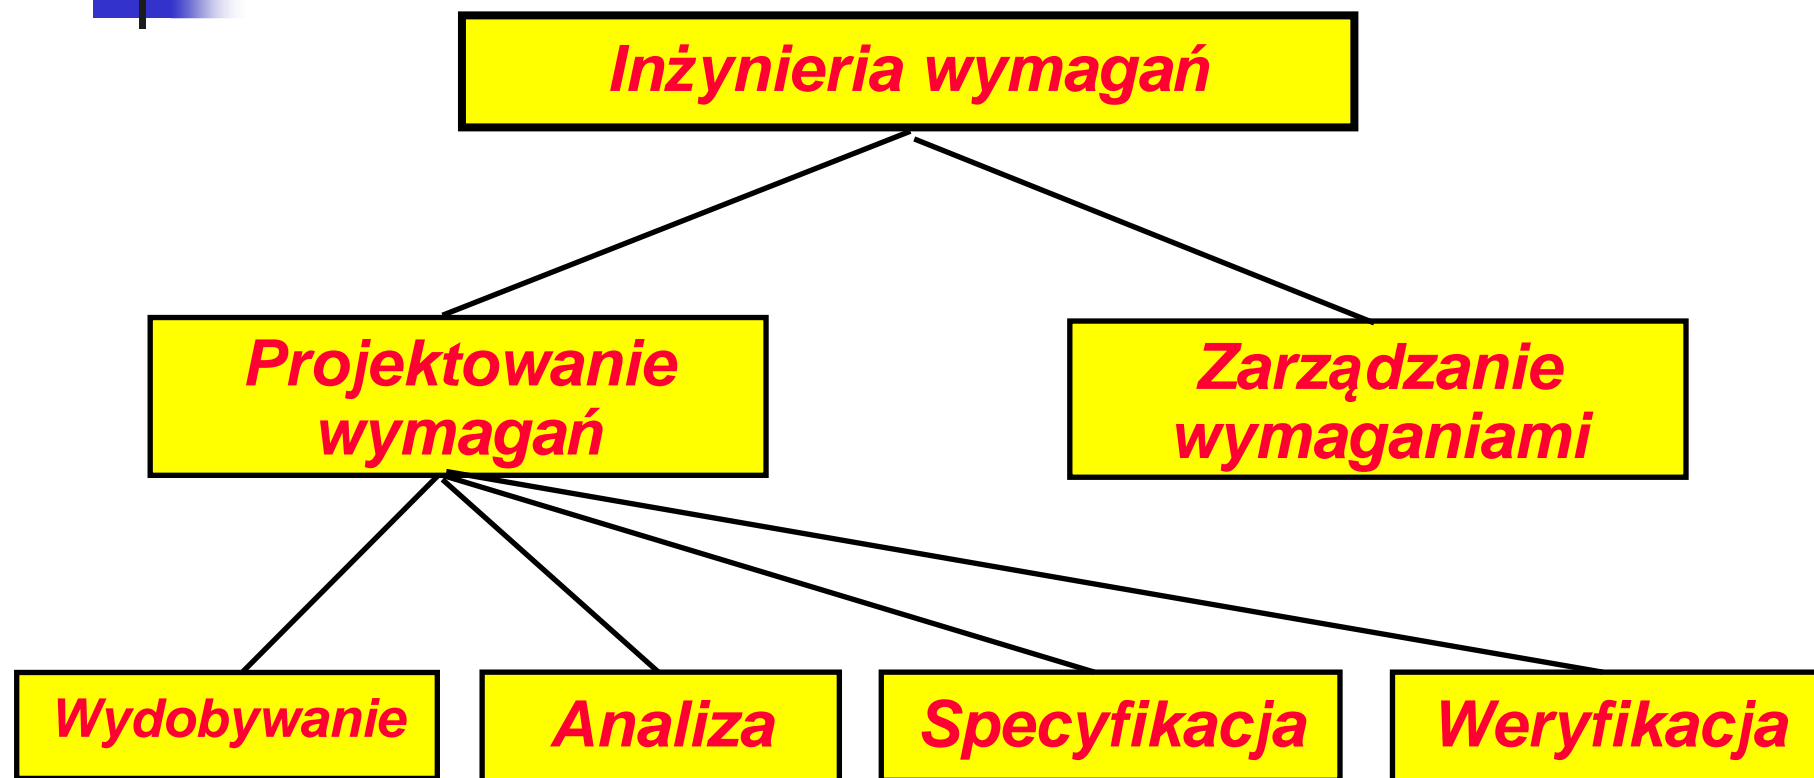 Inżynieria wymagań
Projektowanie
wymagań
Zarządzanie
wymaganiami
Wydobywanie
Analiza
Specyfikacja
Weryfikacja